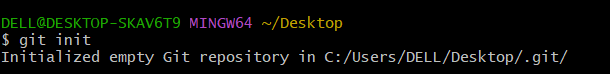 DELL@DESKTOP-SKAV6T9 MINGW64 ~/Desktop
$ git init
Initialized empty Git repository in C:/Users/DELL/Desktop/.git/